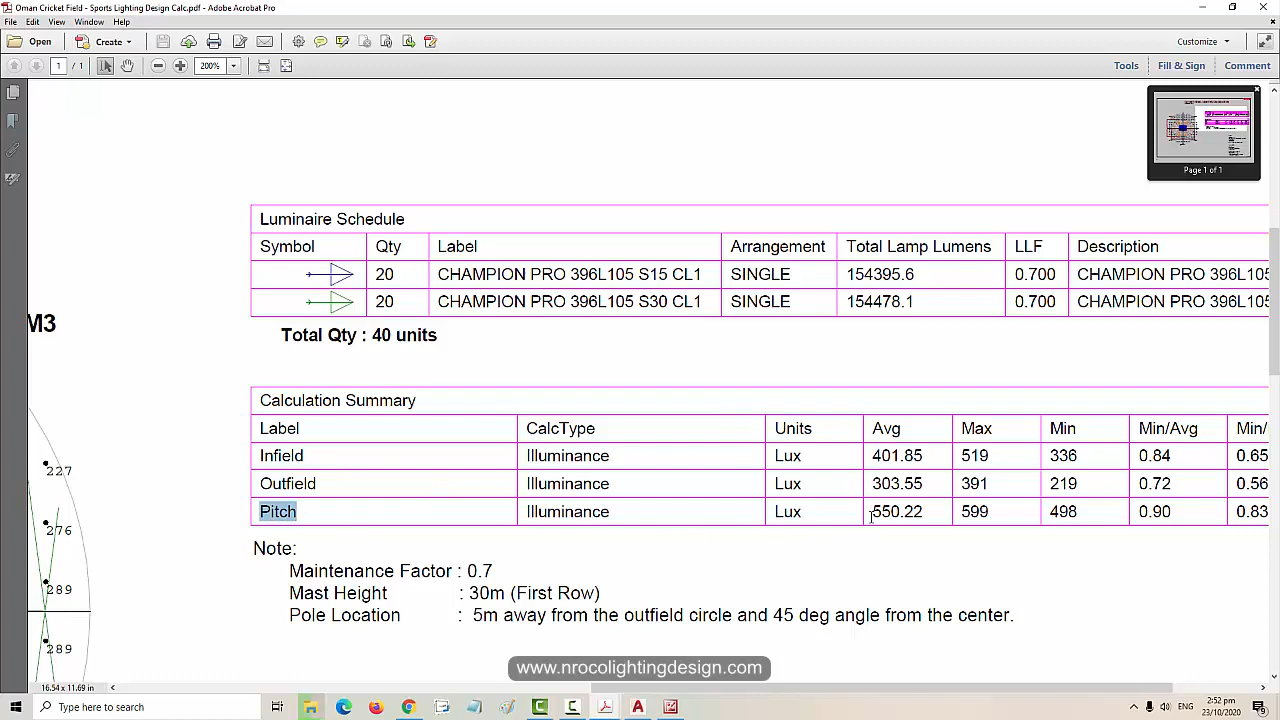 Oman Cricket Field - Sports Lighting Design Calc.pdf - Adobe Acrobat Pro
File Edit View Window Help
Open Create Customize
1 / 1 200% Tools Fill & Sign Comment
Page 1 of 1
Luminaire Schedule
Symbol Qty Label Arrangement Total Lamp Lumens LLF Description
20 CHAMPION PRO 396L105 S15 CL1 SINGLE 154395.6 0.700 CHAMPION PRO 396L105
20 CHAMPION PRO 396L105 S30 CL1 SINGLE 154478.1 0.700 CHAMPION PRO 396L105
Total Qty : 40 units
M3
Calculation Summary
Label CalcType Units Avg Max Min Min/Avg Min/
Infield Illuminance Lux 401.85 519 336 0.84 0.65
Outfield Illuminance Lux 303.55 391 219 0.72 0.56
Pitch Illuminance Lux 550.22 599 498 0.90 0.83
227
276
289
289
Note:
Maintenance Factor : 0.7
Mast Height : 30m (First Row)
Pole Location : 5m away from the outfield circle and 45 deg angle from the center.
www.nrocolightingdesign.com
16.54 x 11.69 in
Type here to search
ENG
2:52 pm
23/10/2020